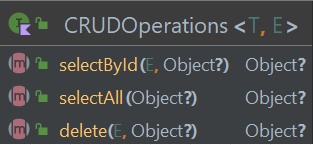 CRUDOperations <T, E>
selectById(E, Object?) Object?
selectAll(Object?) Object?
delete(E, Object?) Object?